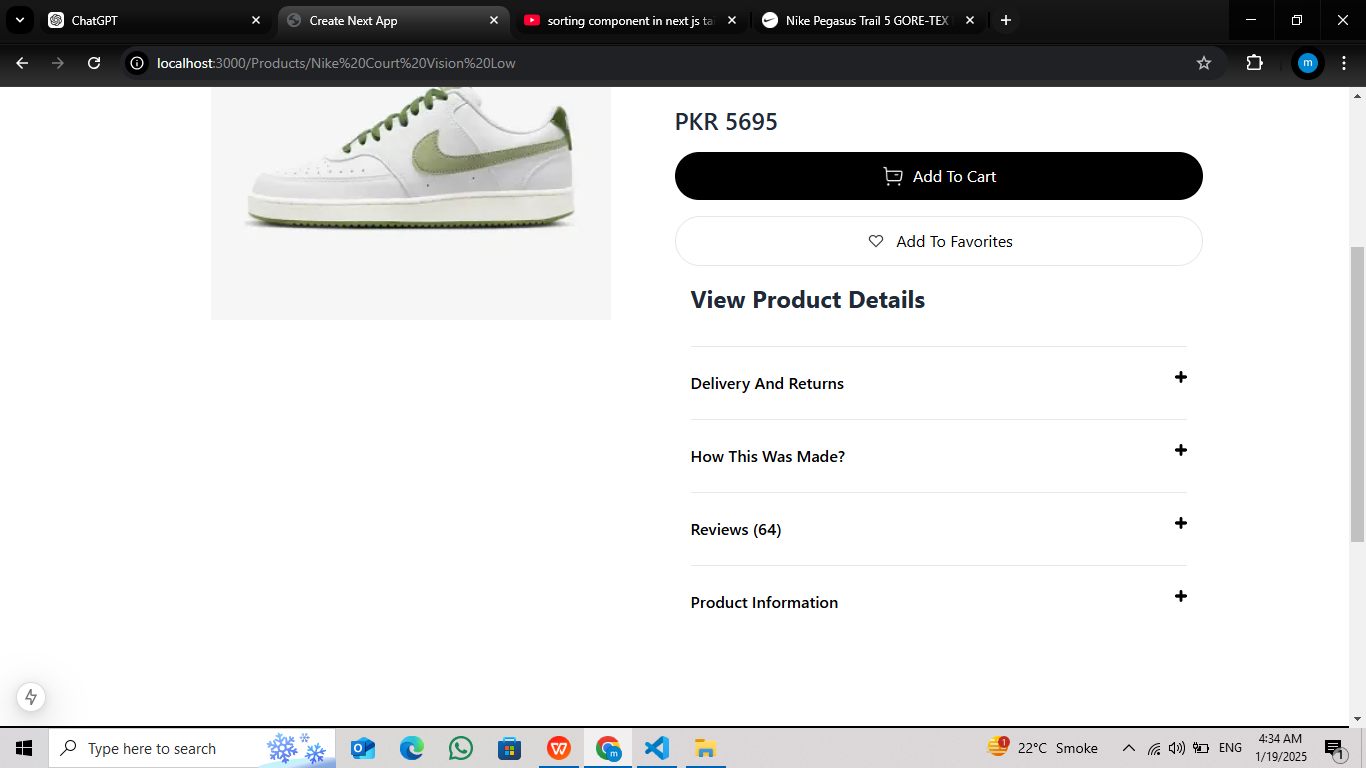 ChatGPT
Create Next App
sorting component in next js tai
Nike Pegasus Trail 5 GORE-TEX
localhost:3000/Products/Nike%20Court%20Vision%20Low
m
PKR 5695
Add To Cart
Add To Favorites
View Product Details
Delivery And Returns
How This Was Made?
Reviews (64)
Product Information
Type here to search
W
m
1
22°C Smoke
ENG
4:34 AM
1/19/2025
1